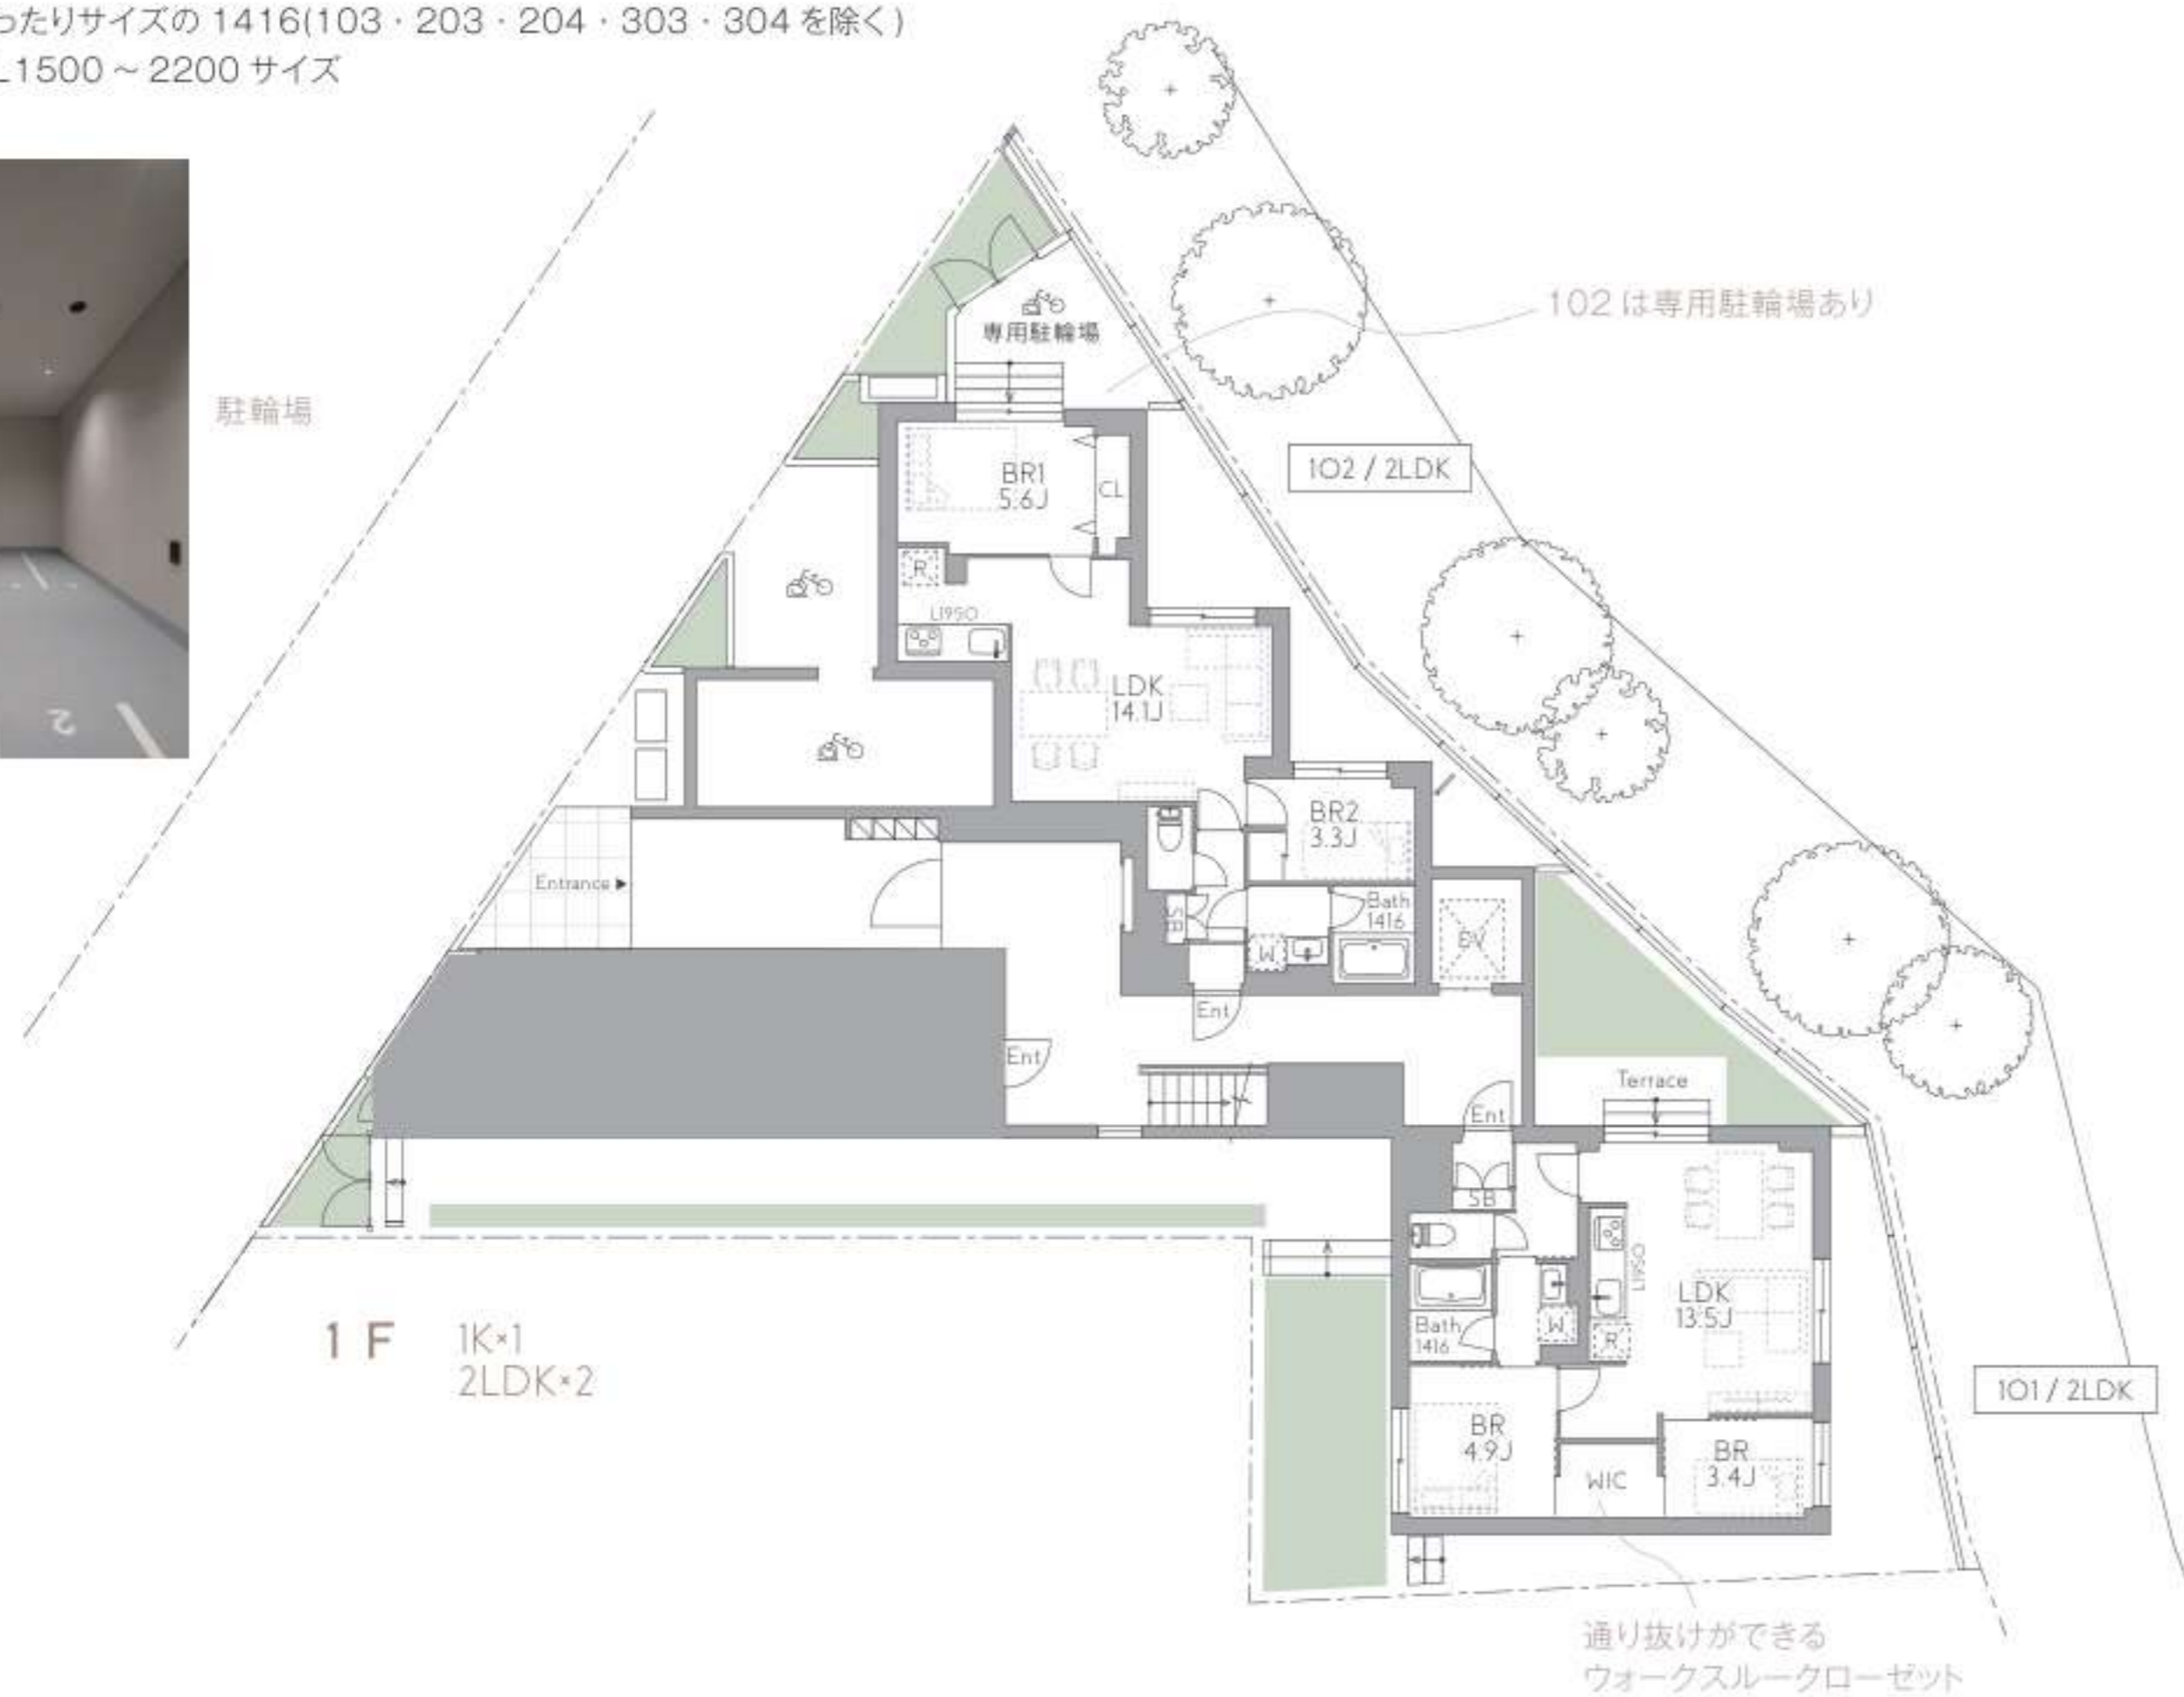 ったりサイズの 1416(103・203・204・303・304 を除く)
L1500 ～ 2200 サイズ
駐輪場
2
専用駐輪場
102 は専用駐輪場あり
102 / 2LDK
BR1
5.6J
CL
R
L1950
LDK
14.1J
BR2
3.3J
Entrance
SB
Bath
1416
W
EV
Ent
Ent
Terrace
Ent
SB
L1950
LDK
13.5J
Bath
1416
W
R
1 F
1K×1
2LDK×2
101 / 2LDK
BR
4.9J
WIC
BR
3.4J
通り抜けができる
ウォークスルークローゼット